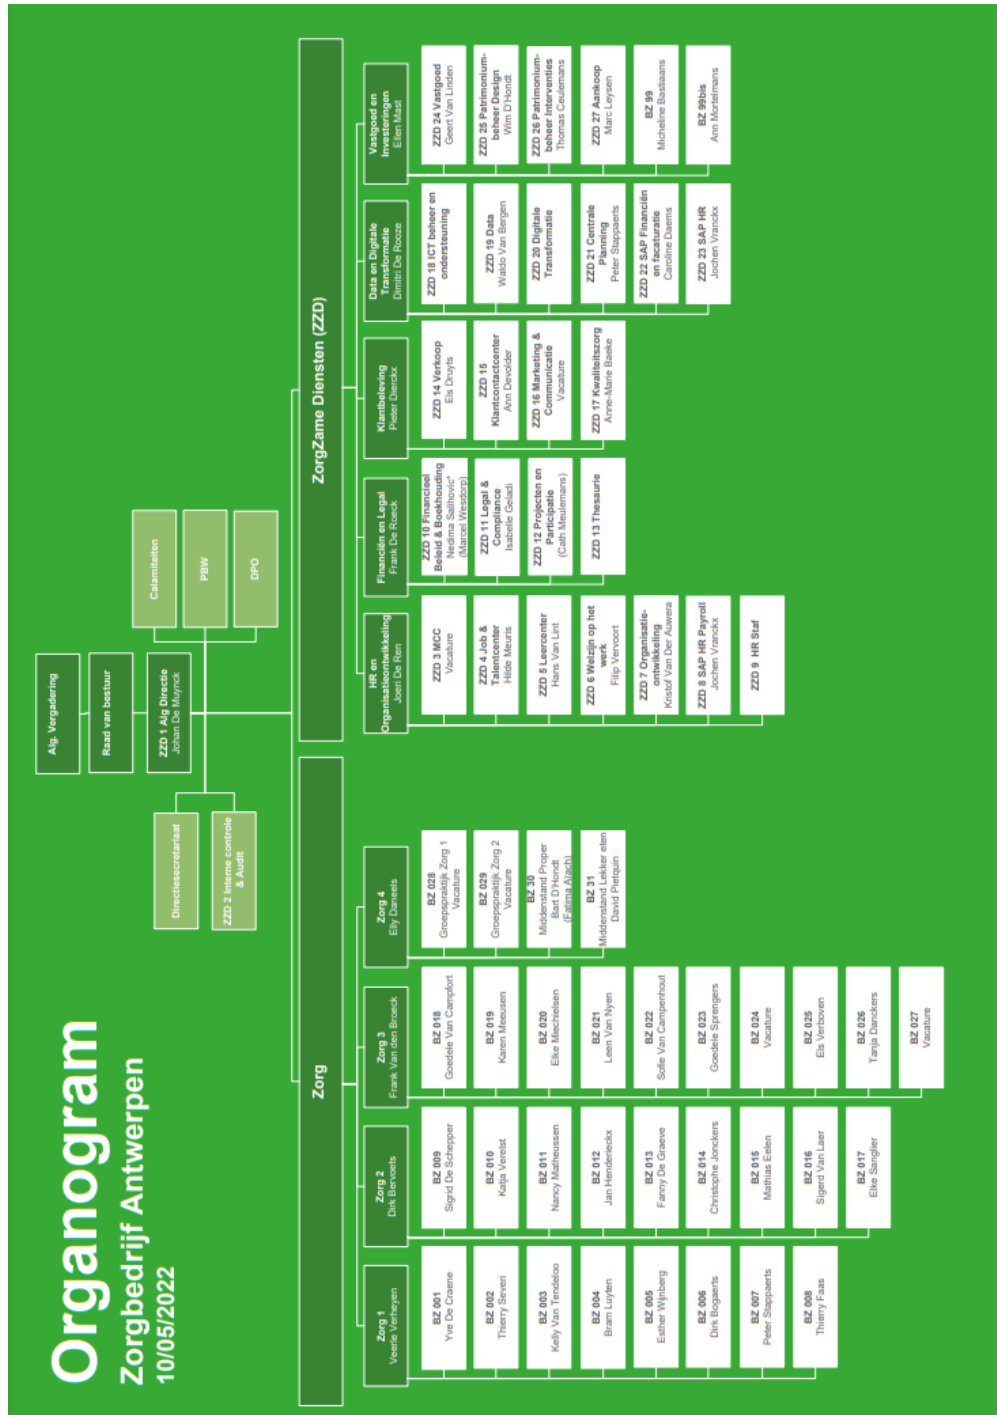 Organogram
Zorgbedrijf Antwerpen
10/05/2022
Alg. Vergadering
Raad van bestuur
ZZD 1 Alg Directie
Johan De Muynck
Directiesecretariaat
ZZD 2 Interne controle
& Audit
Calamiteiten
PBW
DPO
Zorg
Zorg 1
Veerle Verheyen
BZ 001
Yve De Craene
BZ 002
Thierry Severi
BZ 003
Kelly Van Tendeloo
BZ 004
Bram Luyten
BZ 005
Esther Wijnberg
BZ 006
Dirk Bogaerts
BZ 007
Peter Stappaerts
BZ 008
Thierry Faas
Zorg 2
Dirk Bervoets
BZ 009
Sigrid De Schepper
BZ 010
Katja Verelst
BZ 011
Nancy Matheussen
BZ 012
Jan Henderieckx
BZ 013
Fanny De Graeve
BZ 014
Christophe Jonckers
BZ 015
Mathias Eelen
BZ 016
Sigerd Van Laer
BZ 017
Elke Sanglier
Zorg 3
Frank Van den Broeck
BZ 018
Goedele Van Campfort
BZ 019
Karen Meeusen
BZ 020
Elke Miechielsen
BZ 021
Leen Van Nyen
BZ 022
Sofie Van Campenhout
BZ 023
Goedele Sprengers
BZ 024
Vacature
BZ 025
Els Verboven
BZ 026
Tanja Danckers
BZ 027
Vacature
Zorg 4
Elly Daneels
BZ 028
Groepspraktijk Zorg 1
Vacature
BZ 029
Groepspraktijk Zorg 2
Vacature
BZ 30
Middenstand Proper
Bart D'Hondt
(Fatima Aïach)
BZ 31
Middenstand Lekker eten
David Pletquin
ZorgZame Diensten (ZZD)
HR en
Organisatieontwikkeling
Joeri De Ren
ZZD 3 MCC
Vacature
ZZD 4 Job &
Talentcenter
Hilde Meuris
ZZD 5 Leercenter
Hans Van Lint
ZZD 6 Welzijn op het
werk
Filip Vervoort
ZZD 7 Organisatie-
ontwikkeling
Kristof Van Der Auwera
ZZD 8 SAP HR Payroll
Jochen Vranckx
ZZD 9 HR Staf
Financiën en Legal
Frank De Roeck
ZZD 10 Financieel
Beleid & Boekhouding
Nedima Salihovic*
(Marcel Wesdorp)
ZZD 11 Legal &
Compliance
Isabelle Geladi
ZZD 12 Projecten en
Participatie
(Cath Meulemans)
ZZD 13 Thesaurie
Klantbeleving
Pieter Dierckx
ZZD 14 Verkoop
Els Druyts
ZZD 15
Klantcontactcenter
Ann Devolder
ZZD 16 Marketing &
Communicatie
Vacature
ZZD 17 Kwaliteitszorg
Anne-Marie Baeke
Data en Digitale
Transformatie
Dimitri De Rooze
ZZD 18 ICT beheer en
ondersteuning
ZZD 19 Data
Waldo Van Bergen
ZZD 20 Digitale
Transformatie
ZZD 21 Centrale
Planning
Peter Stappaerts
ZZD 22 SAP Financiën
en facaturatie
Caroline Daems
ZZD 23 SAP HR
Jochen Vranckx
Vastgoed en
Investeringen
Ellen Mast
ZZD 24 Vastgoed
Geert Van Linden
ZZD 25 Patrimonium-
beheer Design
Wim D'Hondt
ZZD 26 Patrimonium-
beheer Interventies
Thomas Ceulemans
ZZD 27 Aankoop
Marc Leysen
BZ 99
Micheline Bastiaans
BZ 99bis
Ann Mortelmans